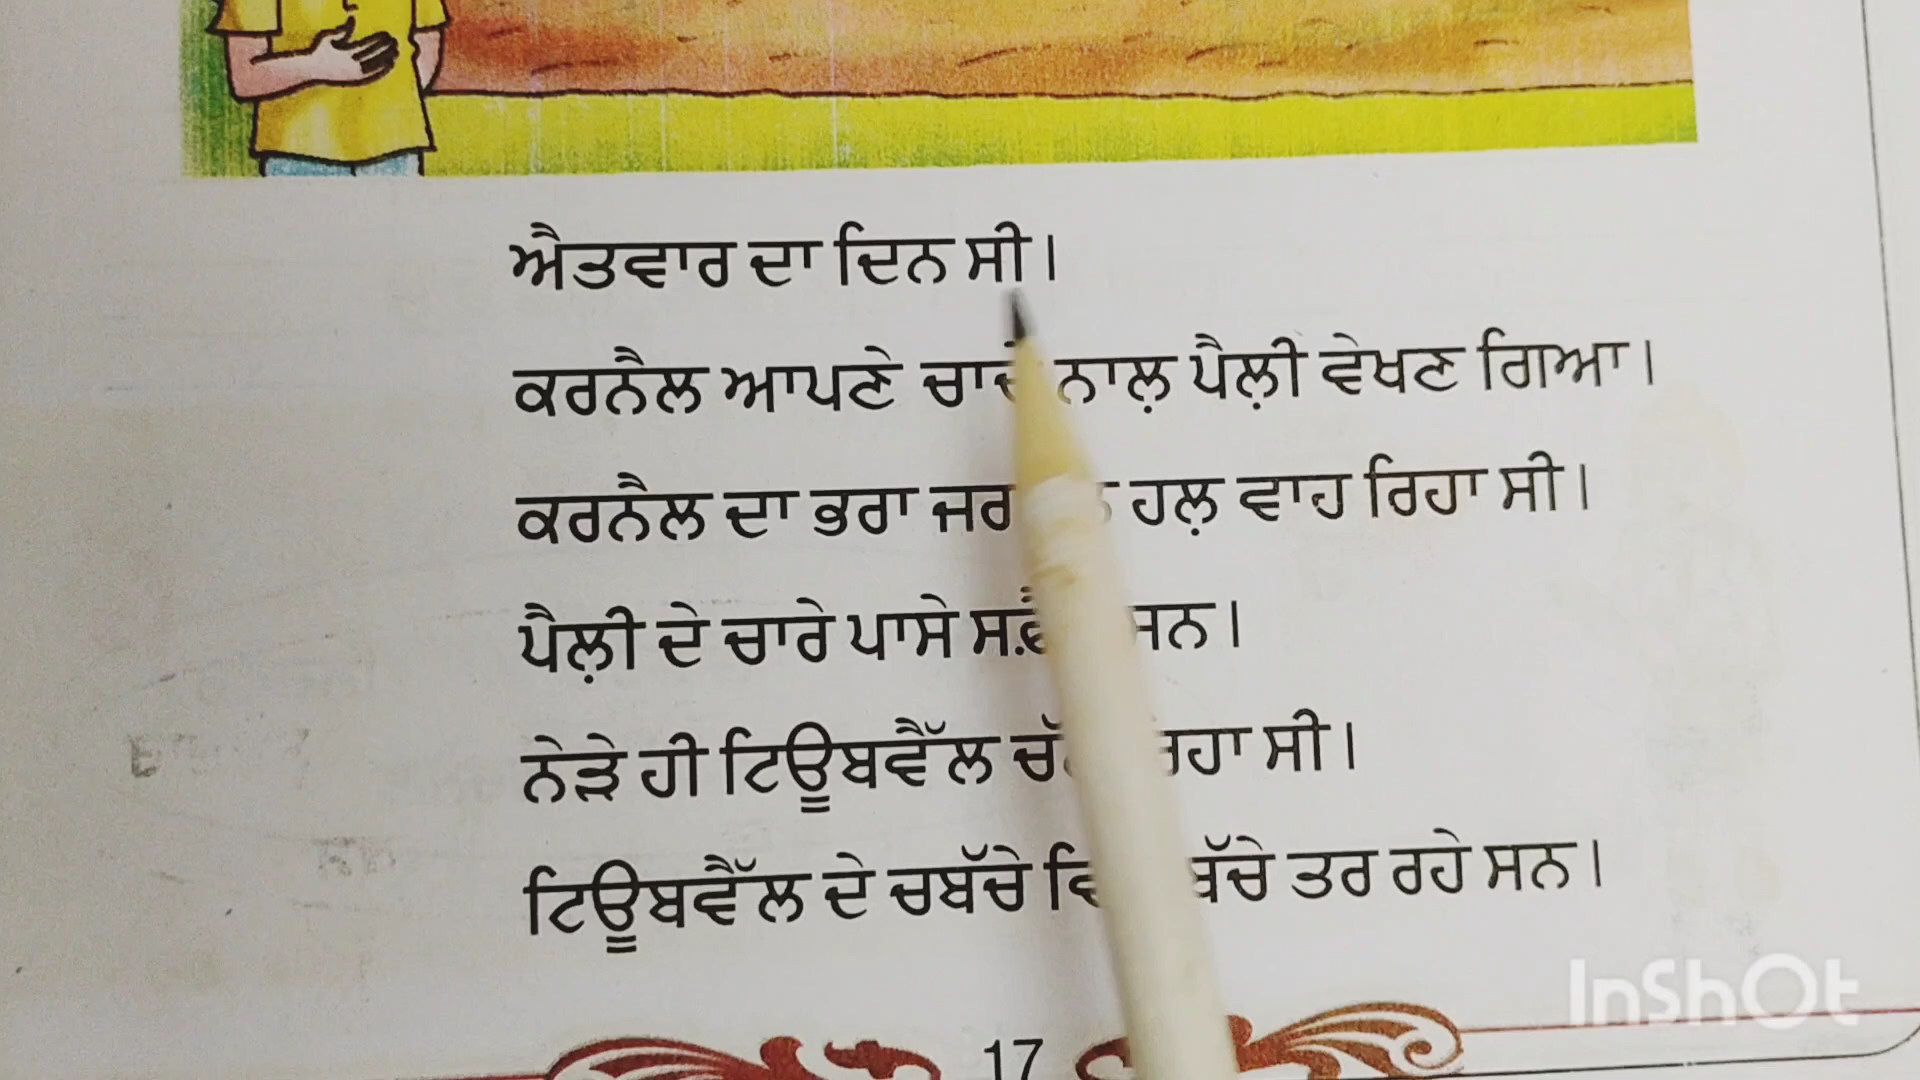 ਐਤਵਾਰ ਦਾ ਦਿਨ ਸੀ।
ਕਰਨੈਲ ਆਪਣੇ ਚਾਚੇ ਨਾਲ਼ ਪੈਲ਼ੀ ਵੇਖਣ ਗਿਆ।
ਕਰਨੈਲ ਦਾ ਭਰਾ ਹਲ਼ ਵਾਹ ਰਿਹਾ ਸੀ।
ਪੈਲ਼ੀ ਦੇ ਚਾਰੇ ਪਾਸੇ ਸਨ।
ਨੇੜੇ ਹੀ ਟਿਊਬਵੈੱਲ ਰਿਹਾ ਸੀ।
ਟਿਊਬਵੈੱਲ ਦੇ ਚਬੱਚੇ ਬੱਚੇ ਤਰ ਰਹੇ ਸਨ।
17
InShOt